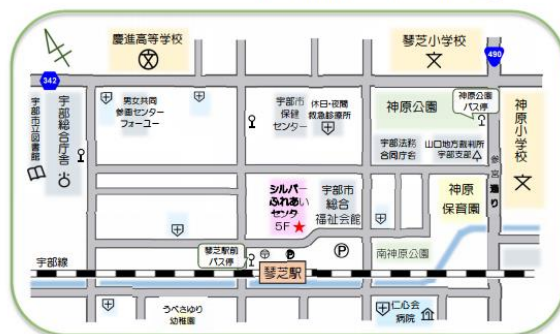 慶進高等学校
琴芝小学校
342
490
宇部市立図書館
宇部総合庁舎
男女共同
参画センター
フォーユー
宇部市
保健
センター
休日・夜間
救急診療所
神原公園
神原公園
バス停
神原小学校
宇部法務
合同庁舎
山口地方裁判所
宇部支部
参宮通り
シルバー
ふれあい
センター
5F
宇部市
総合
福祉会館
神原
保育園
琴芝駅前
バス停
P
P
南神原公園
宇部線
琴芝駅
うべさゆり
幼稚園
仁心会
病院